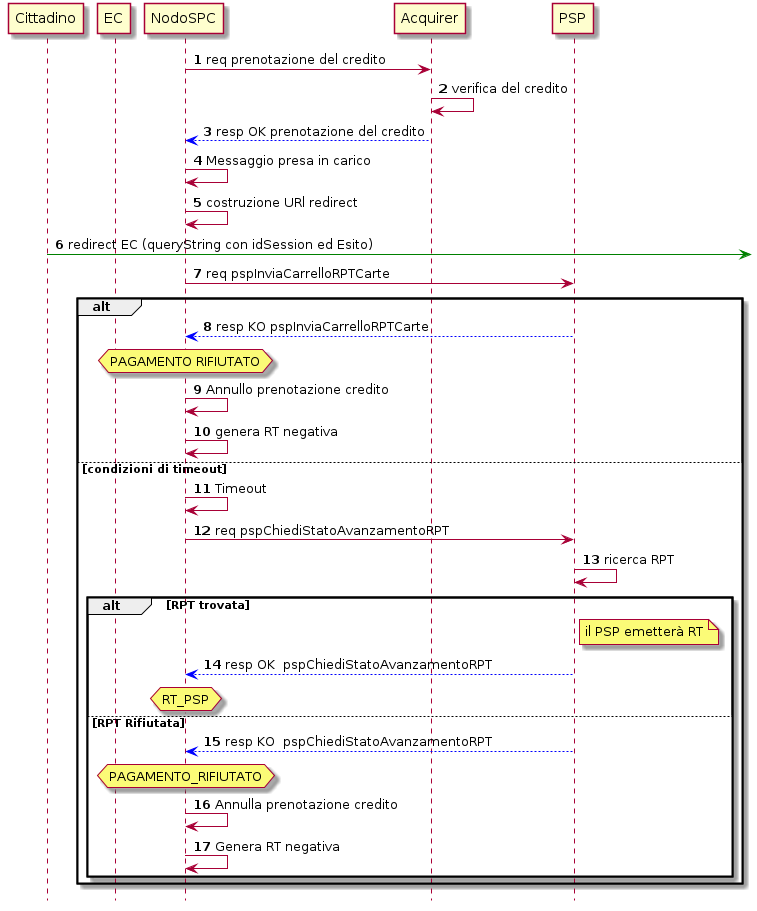 Cittadino EC NodoSPC Acquirer PSP
1 req prenotazione del credito
2 verifica del credito
3 resp OK prenotazione del credito
4 Messaggio presa in carico
5 costruzione URl redirect
6 redirect EC (queryString con idSession ed Esito)
7 req pspInviaCarrelloRPTCarte
alt
8 resp KO pspInviaCarrelloRPTCarte
PAGAMENTO RIFIUTATO
9 Annullo prenotazione credito
10 genera RT negativa
[condizioni di timeout]
11 Timeout
12 req pspChiediStatoAvanzamentoRPT
13 ricerca RPT
alt [RPT trovata]
il PSP emetterà RT
14 resp OK pspChiediStatoAvanzamentoRPT
RT_PSP
[RPT Rifiutata]
15 resp KO pspChiediStatoAvanzamentoRPT
PAGAMENTO_RIFIUTATO
16 Annulla prenotazione credito
17 Genera RT negativa